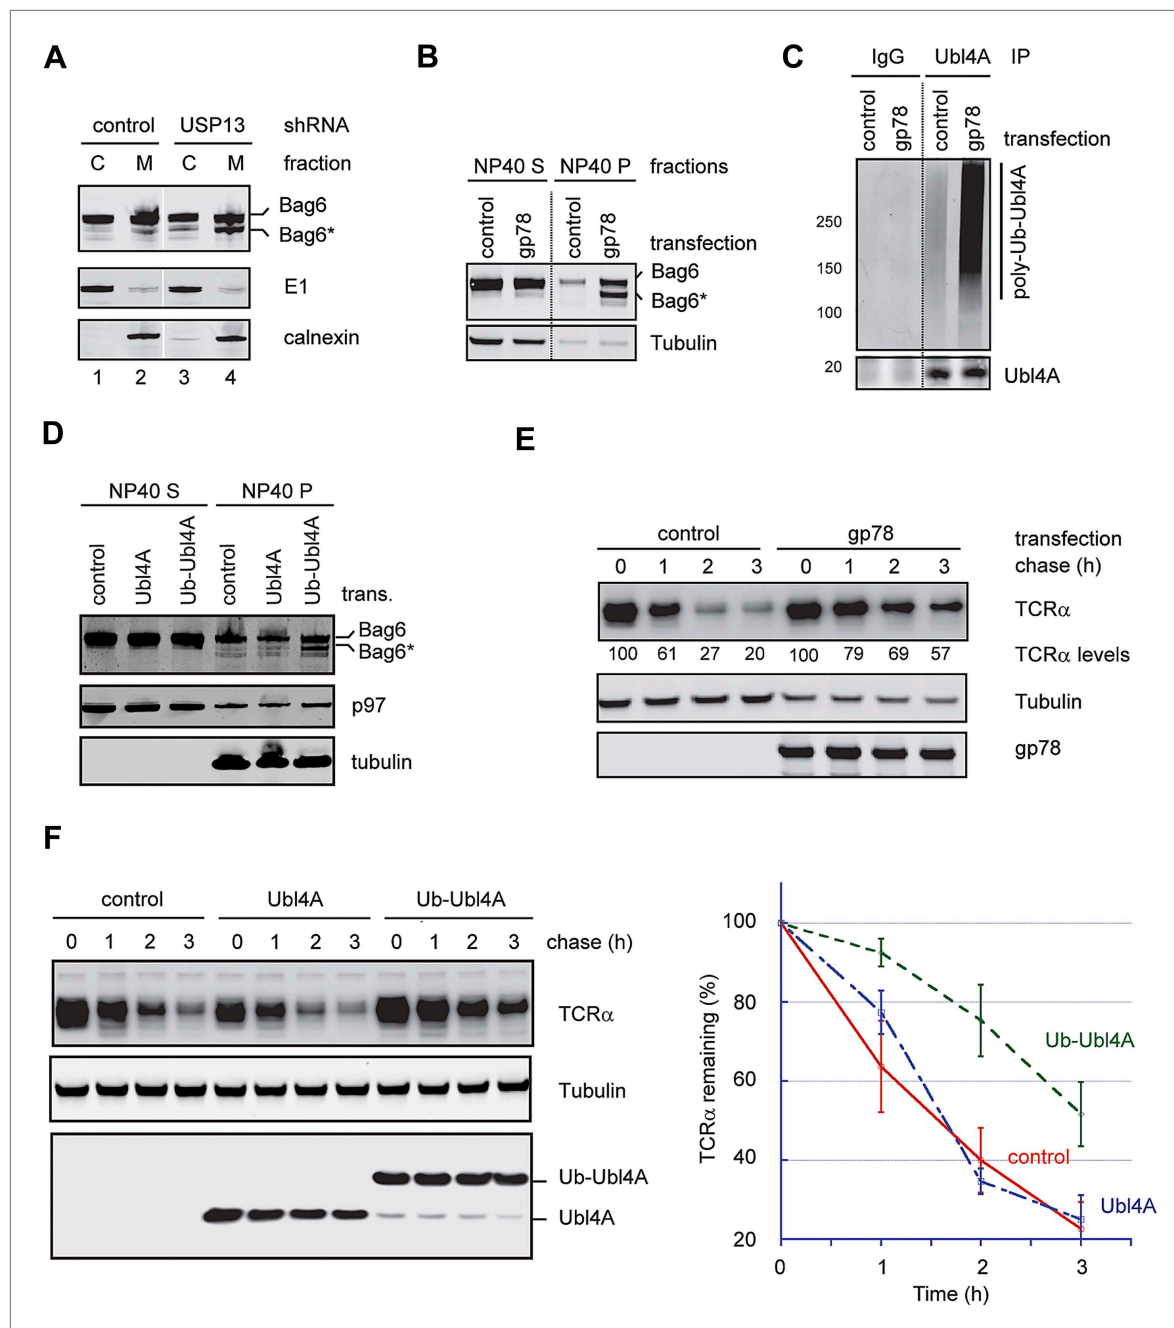 A
control USP13 shRNA
C M C M fraction
Bag6
Bag6*
E1
calnexin
1 2 3 4
B
NP40 S NP40 P fractions
control gp78 control gp78 transfection
Bag6
Bag6*
Tubulin
C
IgG Ubl4A IP
control gp78 control gp78 transfection
250
150
100
20
poly-Ub-Ubl4A
Ubl4A
D
NP40 S NP40 P
control Ubl4A Ub-Ubl4A control Ubl4A Ub-Ubl4A trans.
Bag6
Bag6*
p97
tubulin
E
control gp78 transfection
0 1 2 3 0 1 2 3 chase (h)
TCRα
100 61 27 20 100 79 69 57 TCRα levels
Tubulin
gp78
F
control Ubl4A Ub-Ubl4A
0 1 2 3 0 1 2 3 0 1 2 3 chase (h)
TCRα
Tubulin
Ub-Ubl4A
Ubl4A
TCRα remaining (%)
100
80
60
40
20
Ub-Ubl4A
control
Ubl4A
0 1 2 3
Time (h)